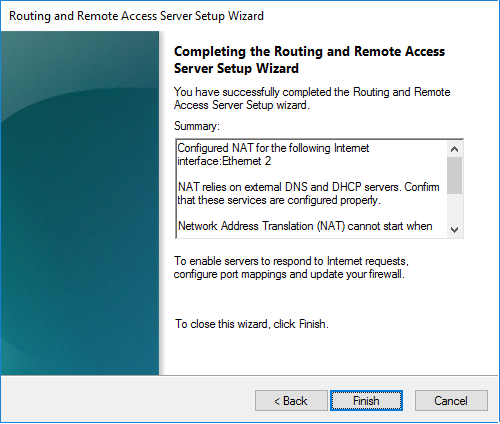 Routing and Remote Access Server Setup Wizard
Completing the Routing and Remote Access
Server Setup Wizard
You have successfully completed the Routing and Remote
Access Server Setup wizard.
Summary:
Configured NAT for the following Internet
interface:Ethernet 2
NAT relies on external DNS and DHCP servers. Confirm
that these services are configured properly.
Network Address Translation (NAT) cannot start when
To enable servers to respond to Internet requests,
configure port mappings and update your firewall.
To close this wizard, click Finish.
< Back
Finish
Cancel